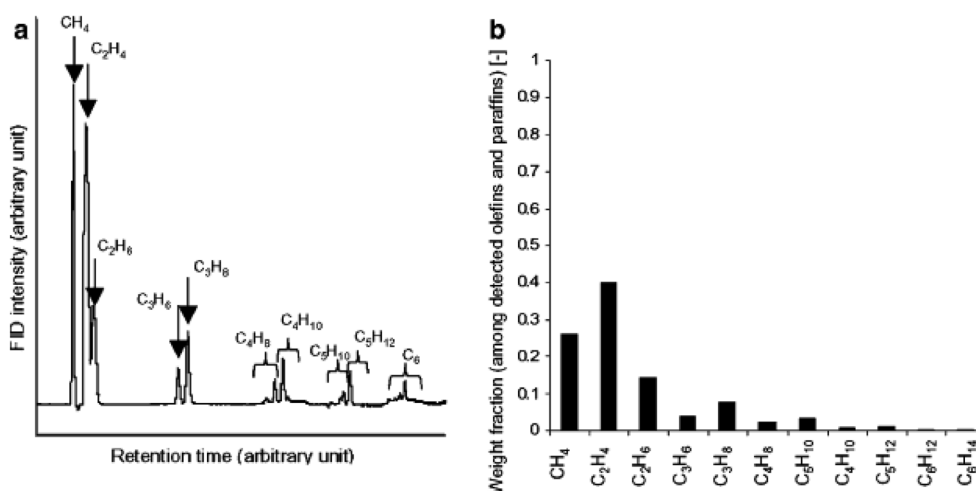 a
CH₄
C₂H₄
C₂H₆
C₃H₆
C₃H₈
C₄H₈
C₄H₁₀
C₅H₁₀
C₅H₁₂
C₆
FID intensity (arbitrary unit)
Retention time (arbitrary unit)
b
Weight fraction (among detected olefins and paraffins) [-]
1
0.9
0.8
0.7
0.6
0.5
0.4
0.3
0.2
0.1
0
CH₄
C₂H₄
C₂H₆
C₃H₆
C₃H₈
C₄H₈
C₅H₁₀
C₄H₁₀
C₅H₁₂
C₆H₁₂
C₆H₁₄